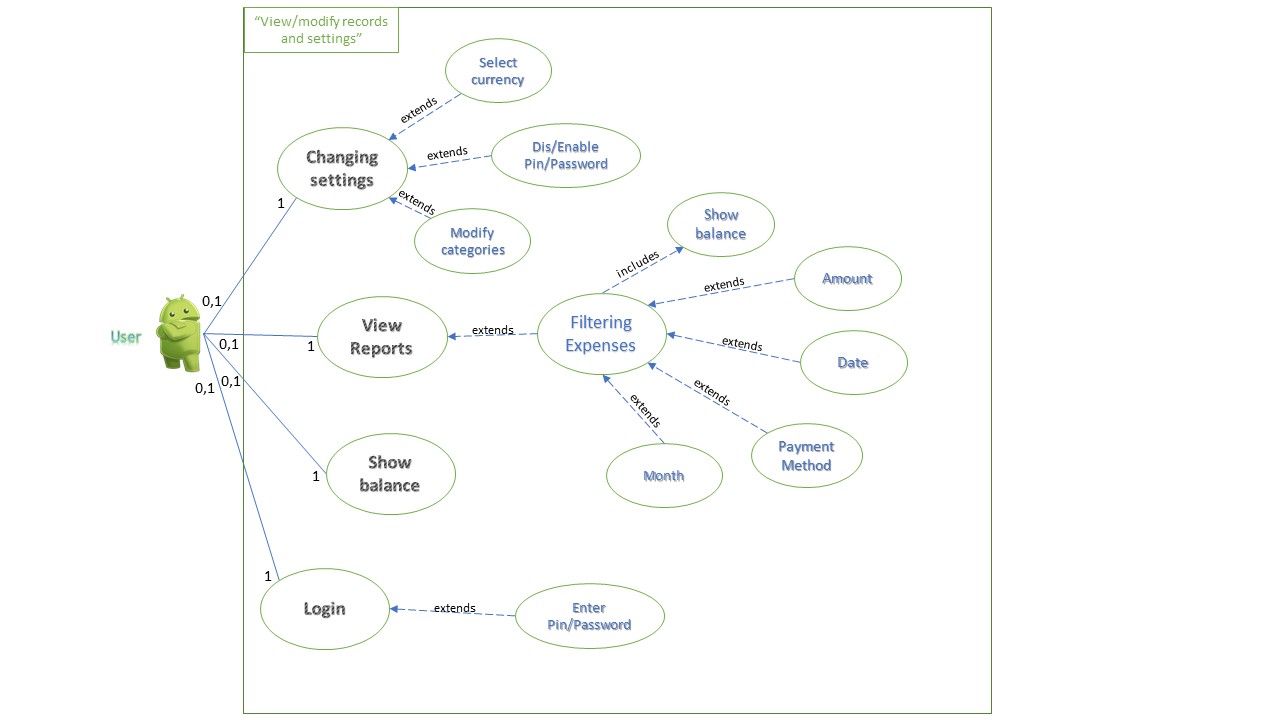 “View/modify records
and settings”
Select
currency
extends
Dis/Enable
Pin/Password
extends
Changing
settings
extends
Modify
categories
1
Show
balance
includes
Amount
extends
0,1
User
View
Reports
extends
Filtering
Expenses
extends
Date
0,1
1
extends
extends
0,1
0,1
Payment
Method
Month
Show
balance
1
1
Login
extends
Enter
Pin/Password